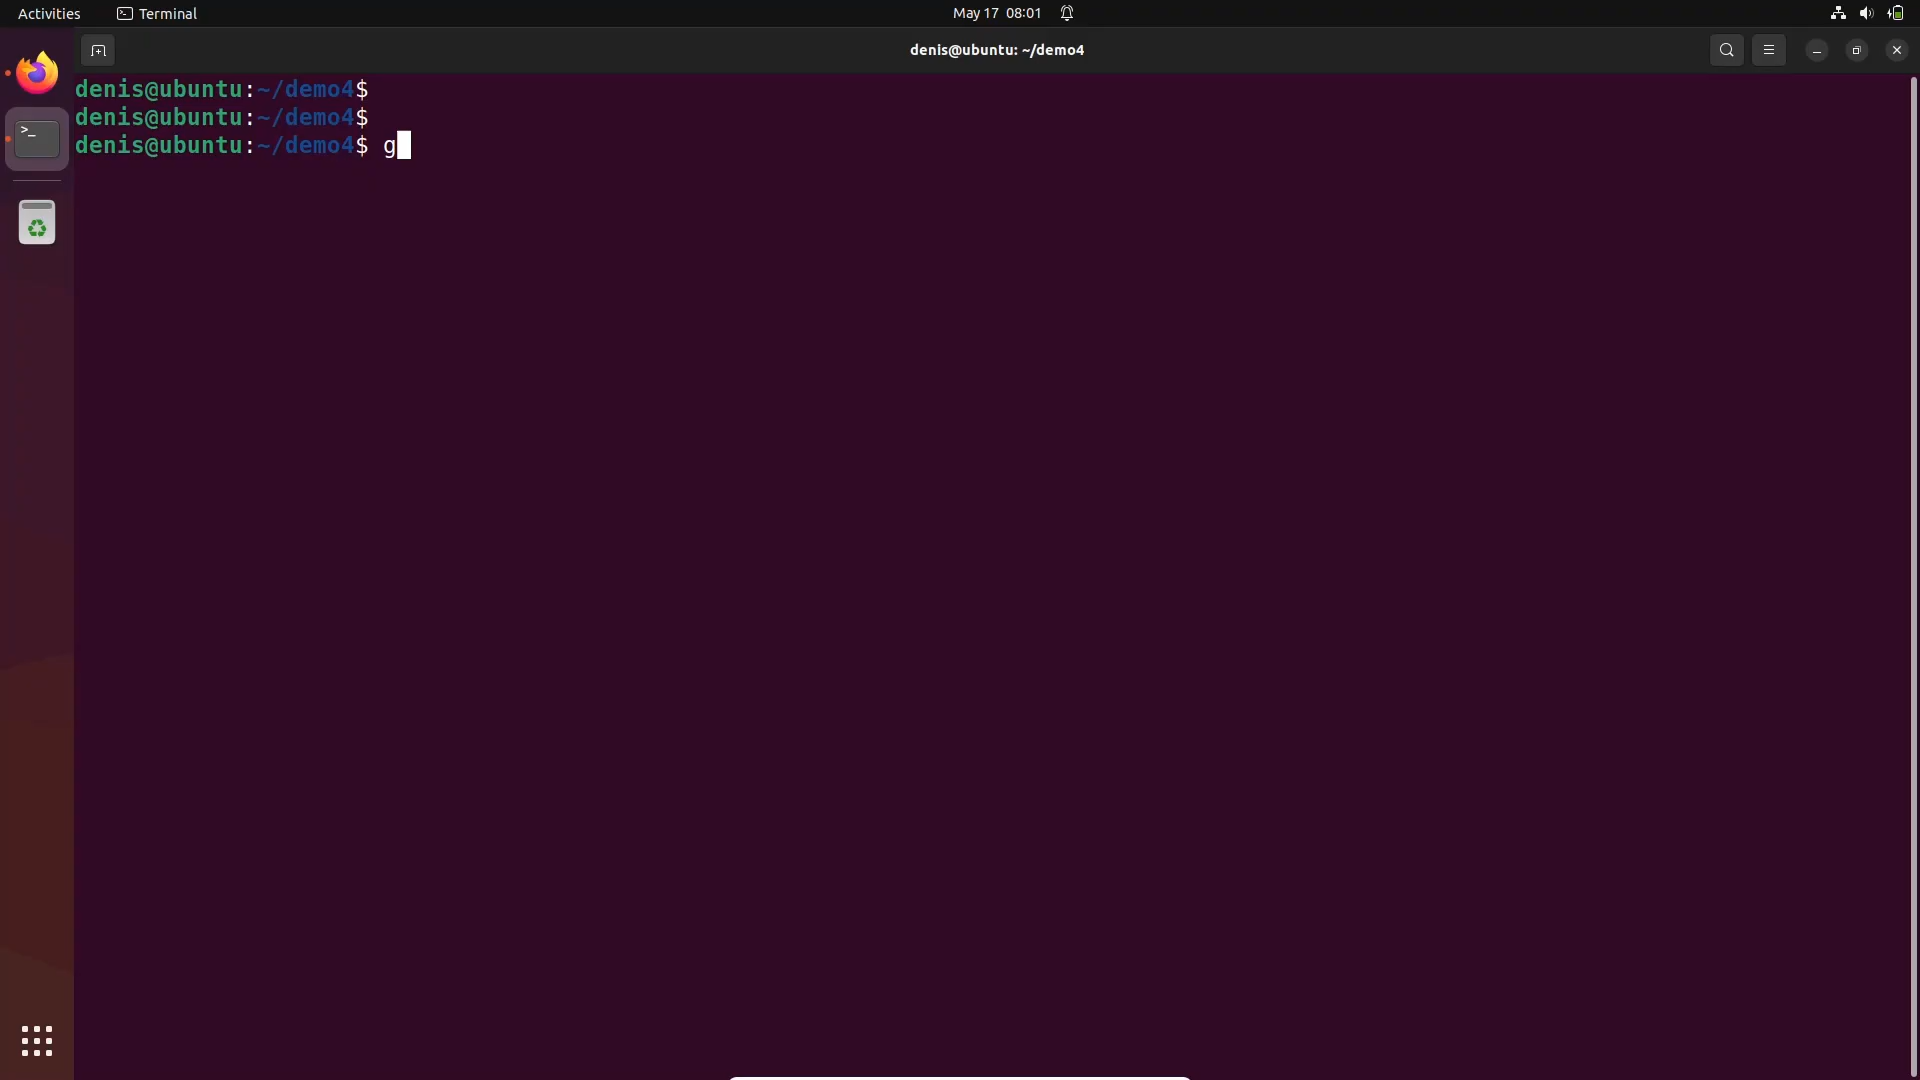 Activities Terminal May 17 08:01
denis@ubuntu: ~/demo4
denis@ubuntu:~/demo4$
denis@ubuntu:~/demo4$
denis@ubuntu:~/demo4$ g